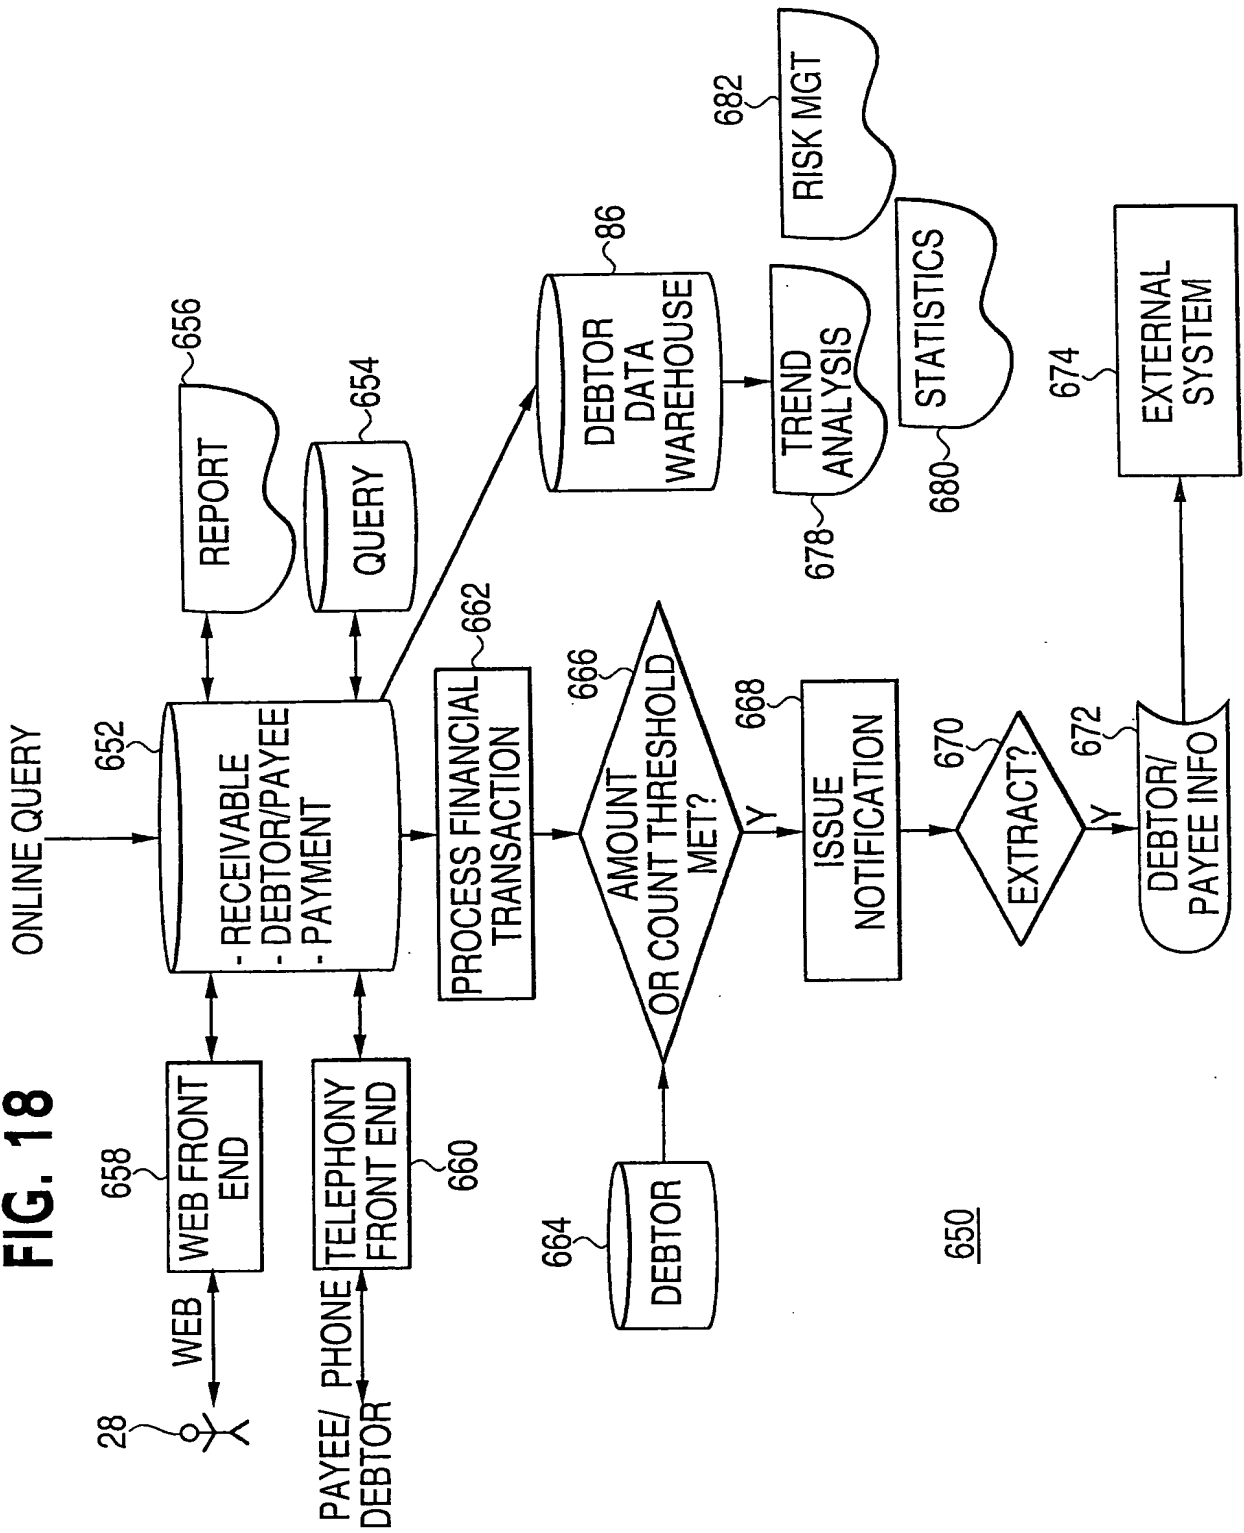 FIG. 18
ONLINE QUERY
652
- RECEIVABLE
- DEBTOR/PAYEE
- PAYMENT
656
REPORT
654
QUERY
28
WEB
658
WEB FRONT
END
PAYEE/
DEBTOR
PHONE
TELEPHONY
FRONT END
660
662
PROCESS FINANCIAL
TRANSACTION
86
DEBTOR
DATA
WAREHOUSE
664
DEBTOR
666
AMOUNT
OR COUNT THRESHOLD
MET?
Y
678
TREND
ANALYSIS
682
RISK MGT
680
STATISTICS
668
ISSUE
NOTIFICATION
670
EXTRACT?
Y
672
DEBTOR/
PAYEE INFO
674
EXTERNAL
SYSTEM
650